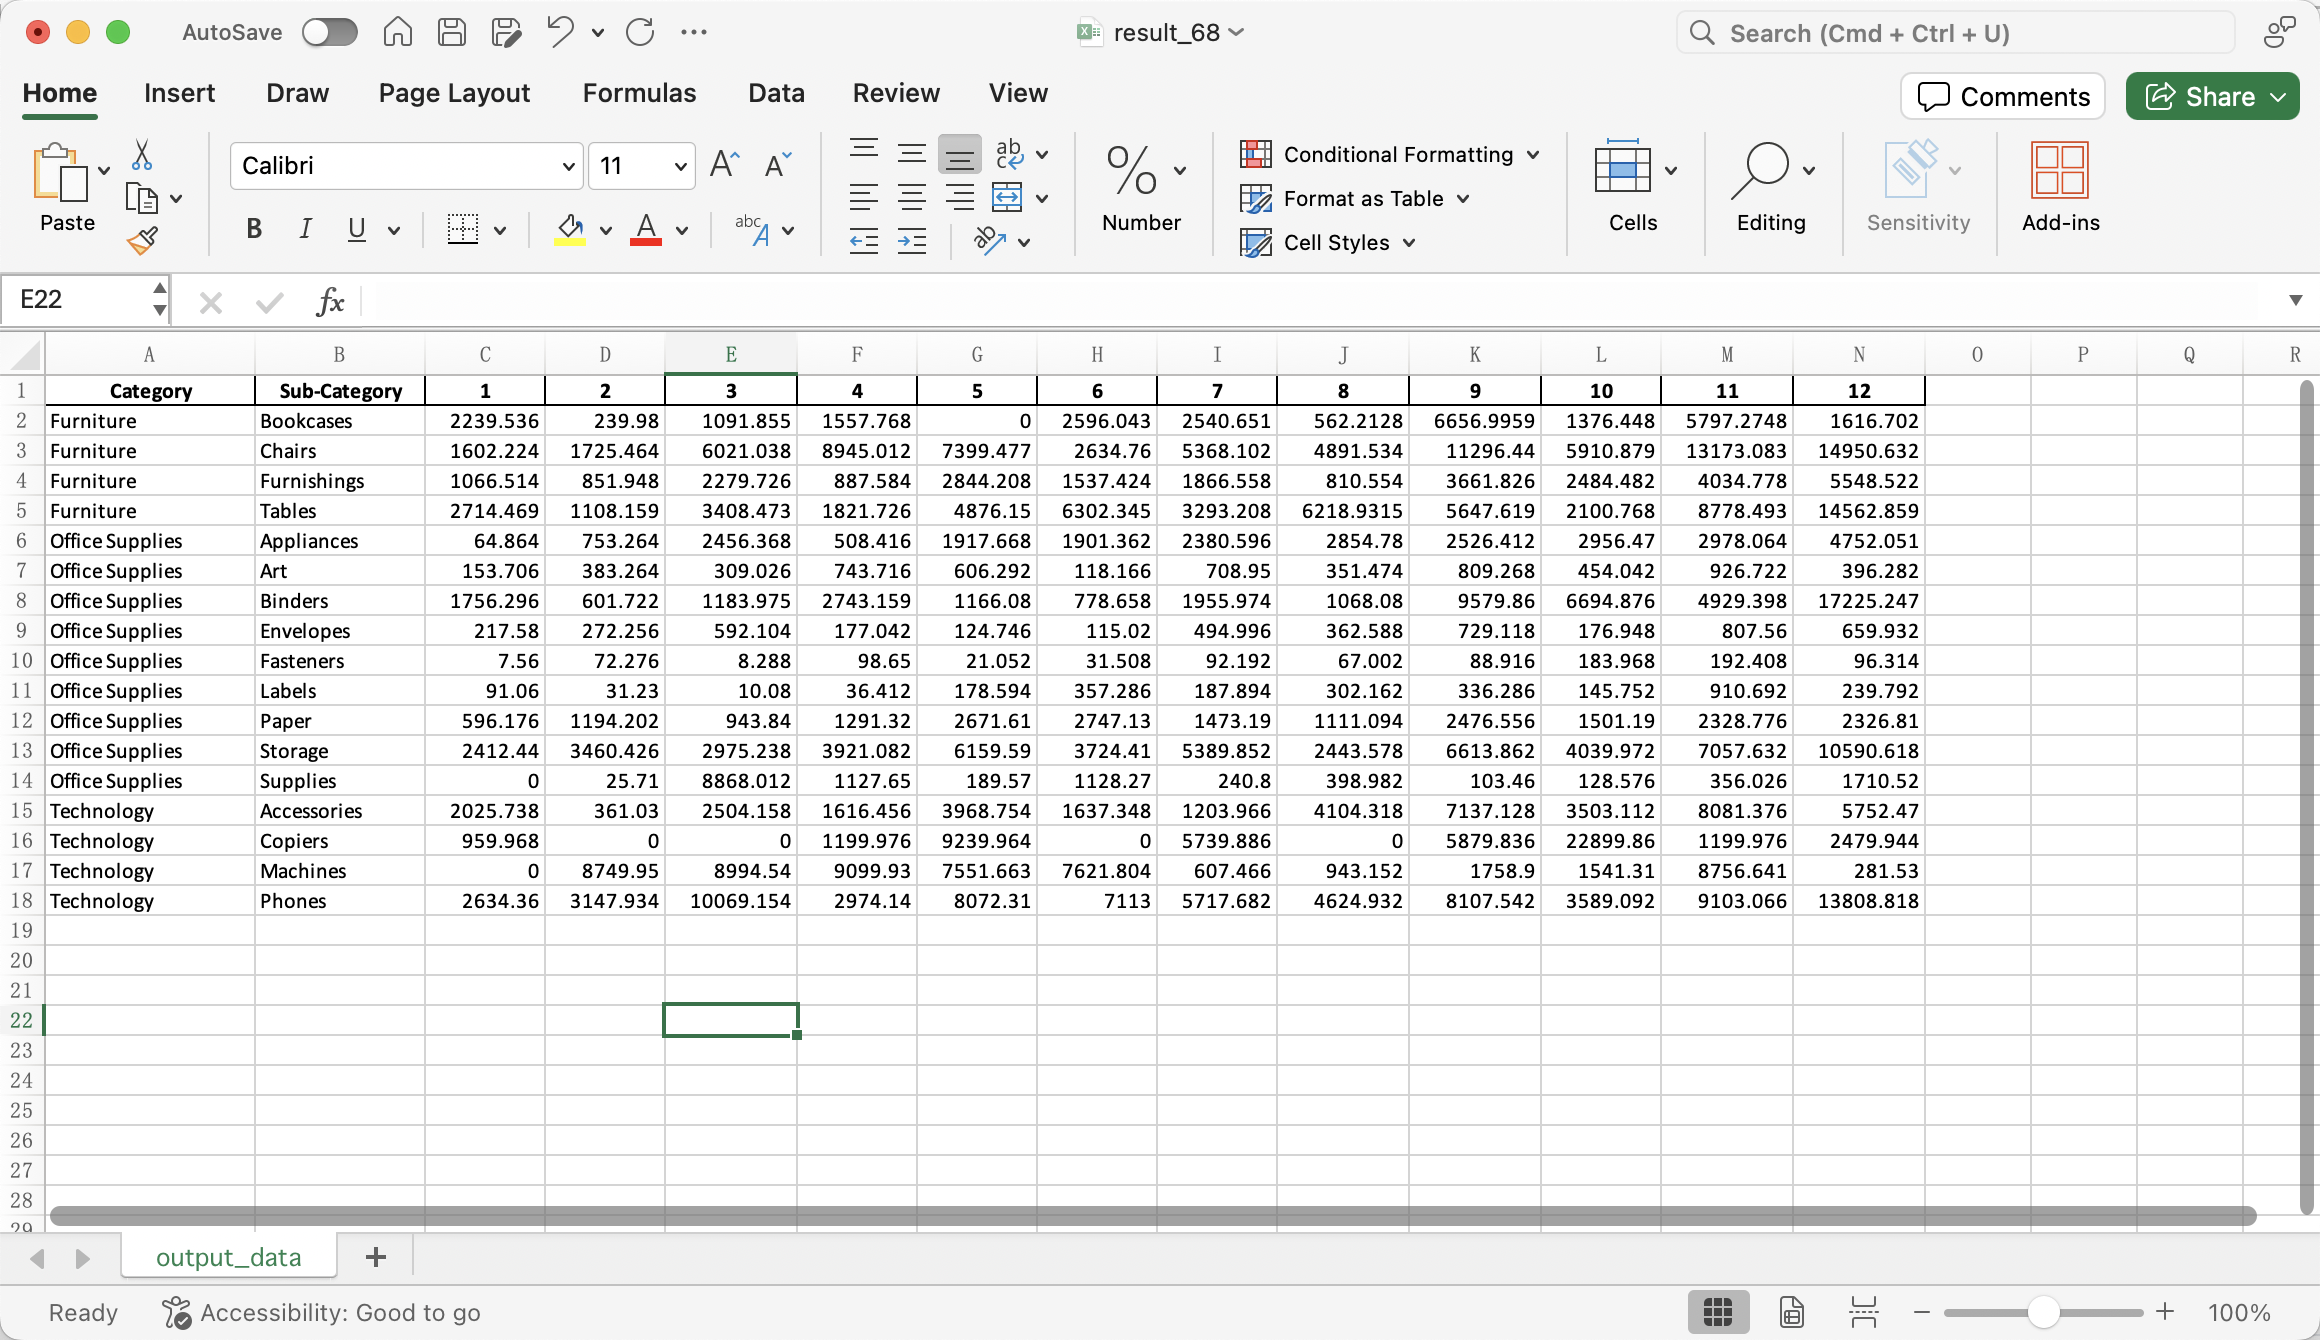 AutoSave result_68 Search (Cmd + Ctrl + U)
Home Insert Draw Page Layout Formulas Data Review View Comments Share
Paste Calibri 11 A A B I U A abc A ab c ab % Number Conditional Formatting Format as Table Cell Styles Cells Editing Sensitivity Add-ins
E22 fx
A B C D E F G H I J K L M N O P Q R
1 Category Sub-Category 1 2 3 4 5 6 7 8 9 10 11 12
2 Furniture Bookcases 2239.536 239.98 1091.855 1557.768 0 2596.043 2540.651 562.2128 6656.9959 1376.448 5797.2748 1616.702
3 Furniture Chairs 1602.224 1725.464 6021.038 8945.012 7399.477 2634.76 5368.102 4891.534 11296.44 5910.879 13173.083 14950.632
4 Furniture Furnishings 1066.514 851.948 2279.726 887.584 2844.208 1537.424 1866.558 810.554 3661.826 2484.482 4034.778 5548.522
5 Furniture Tables 2714.469 1108.159 3408.473 1821.726 4876.15 6302.345 3293.208 6218.9315 5647.619 2100.768 8778.493 14562.859
6 Office Supplies Appliances 64.864 753.264 2456.368 508.416 1917.668 1901.362 2380.596 2854.78 2526.412 2956.47 2978.064 4752.051
7 Office Supplies Art 153.706 383.264 309.026 743.716 606.292 118.166 708.95 351.474 809.268 454.042 926.722 396.282
8 Office Supplies Binders 1756.296 601.722 1183.975 2743.159 1166.08 778.658 1955.974 1068.08 9579.86 6694.876 4929.398 17225.247
9 Office Supplies Envelopes 217.58 272.256 592.104 177.042 124.746 115.02 494.996 362.588 729.118 176.948 807.56 659.932
10 Office Supplies Fasteners 7.56 72.276 8.288 98.65 21.052 31.508 92.192 67.002 88.916 183.968 192.408 96.314
11 Office Supplies Labels 91.06 31.23 10.08 36.412 178.594 357.286 187.894 302.162 336.286 145.752 910.692 239.792
12 Office Supplies Paper 596.176 1194.202 943.84 1291.32 2671.61 2747.13 1473.19 1111.094 2476.556 1501.19 2328.776 2326.81
13 Office Supplies Storage 2412.44 3460.426 2975.238 3921.082 6159.59 3724.41 5389.852 2443.578 6613.862 4039.972 7057.632 10590.618
14 Office Supplies Supplies 0 25.71 8868.012 1127.65 189.57 1128.27 240.8 398.982 103.46 128.576 356.026 1710.52
15 Technology Accessories 2025.738 361.03 2504.158 1616.456 3968.754 1637.348 1203.966 4104.318 7137.128 3503.112 8081.376 5752.47
16 Technology Copiers 959.968 0 0 1199.976 9239.964 0 5739.886 0 5879.836 22899.86 1199.976 2479.944
17 Technology Machines 0 8749.95 8994.54 9099.93 7551.663 7621.804 607.466 943.152 1758.9 1541.31 8756.641 281.53
18 Technology Phones 2634.36 3147.934 10069.154 2974.14 8072.31 7113 5717.682 4624.932 8107.542 3589.092 9103.066 13808.818
19
20
21
22
23
24
25
26
27
28
29
output_data
Ready Accessibility: Good to go 100%